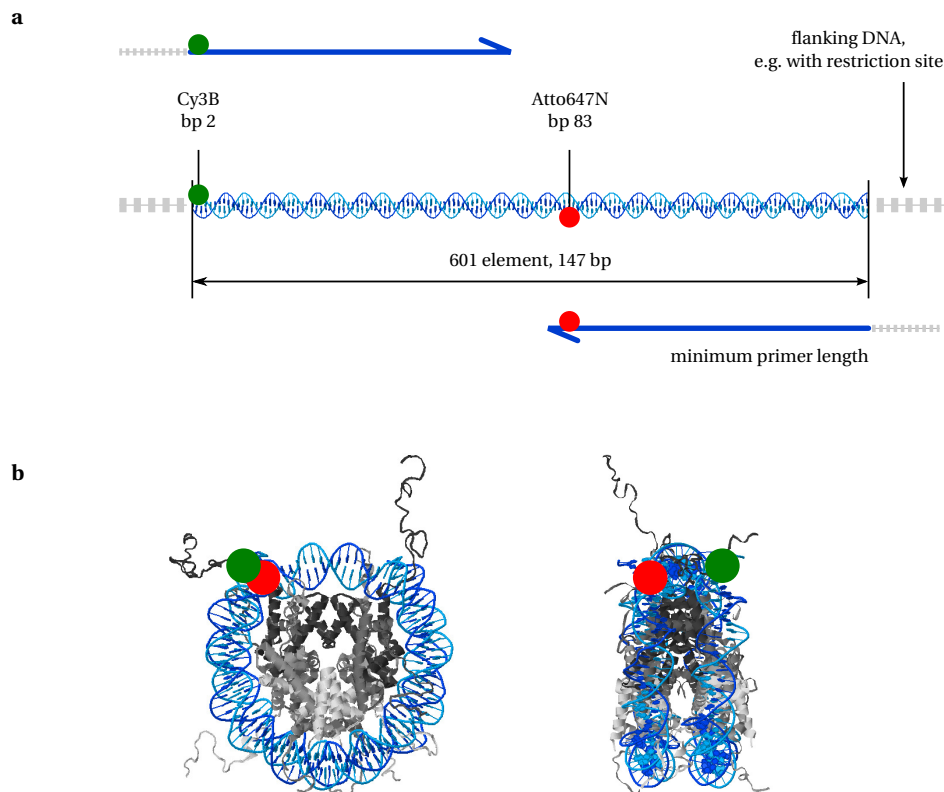 a
flanking DNA,
e.g. with restriction site
Cy3B
bp 2
Atto647N
bp 83
601 element, 147 bp
minimum primer length
b